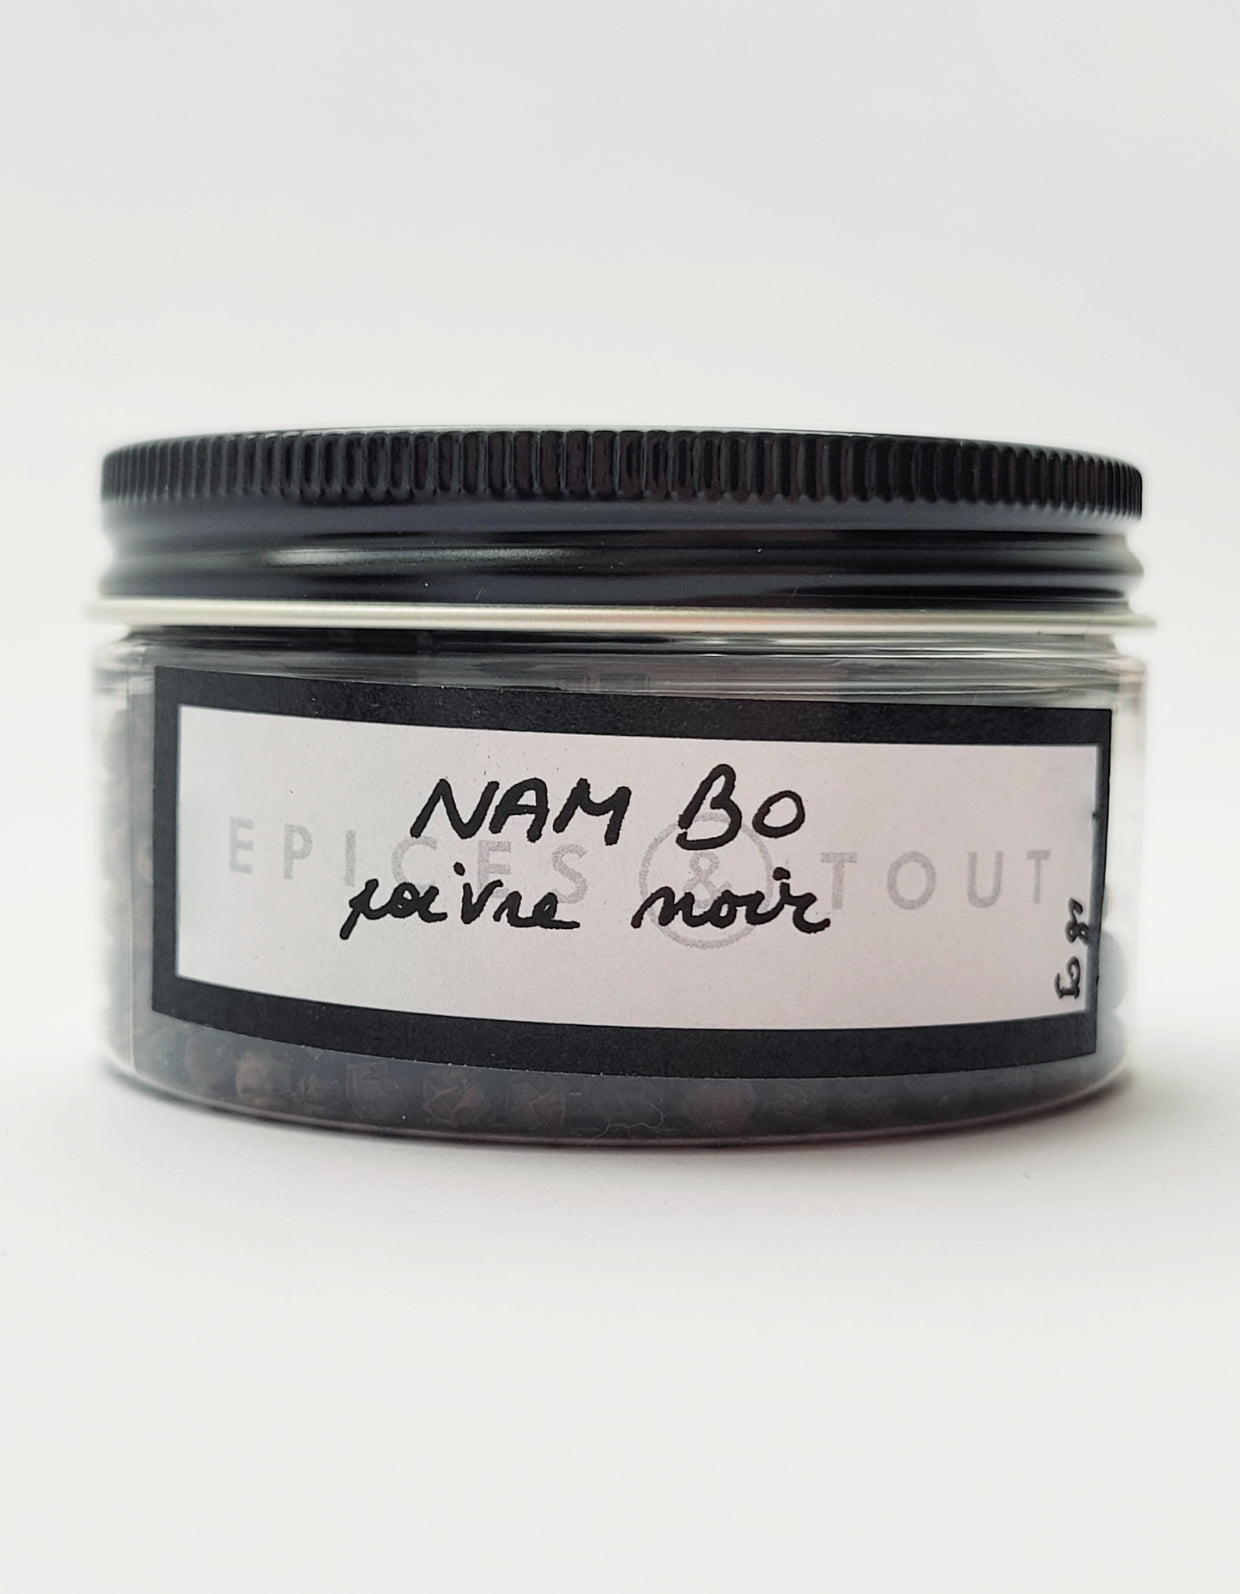 NAM BO
EPICES & TOUT
poivre noir